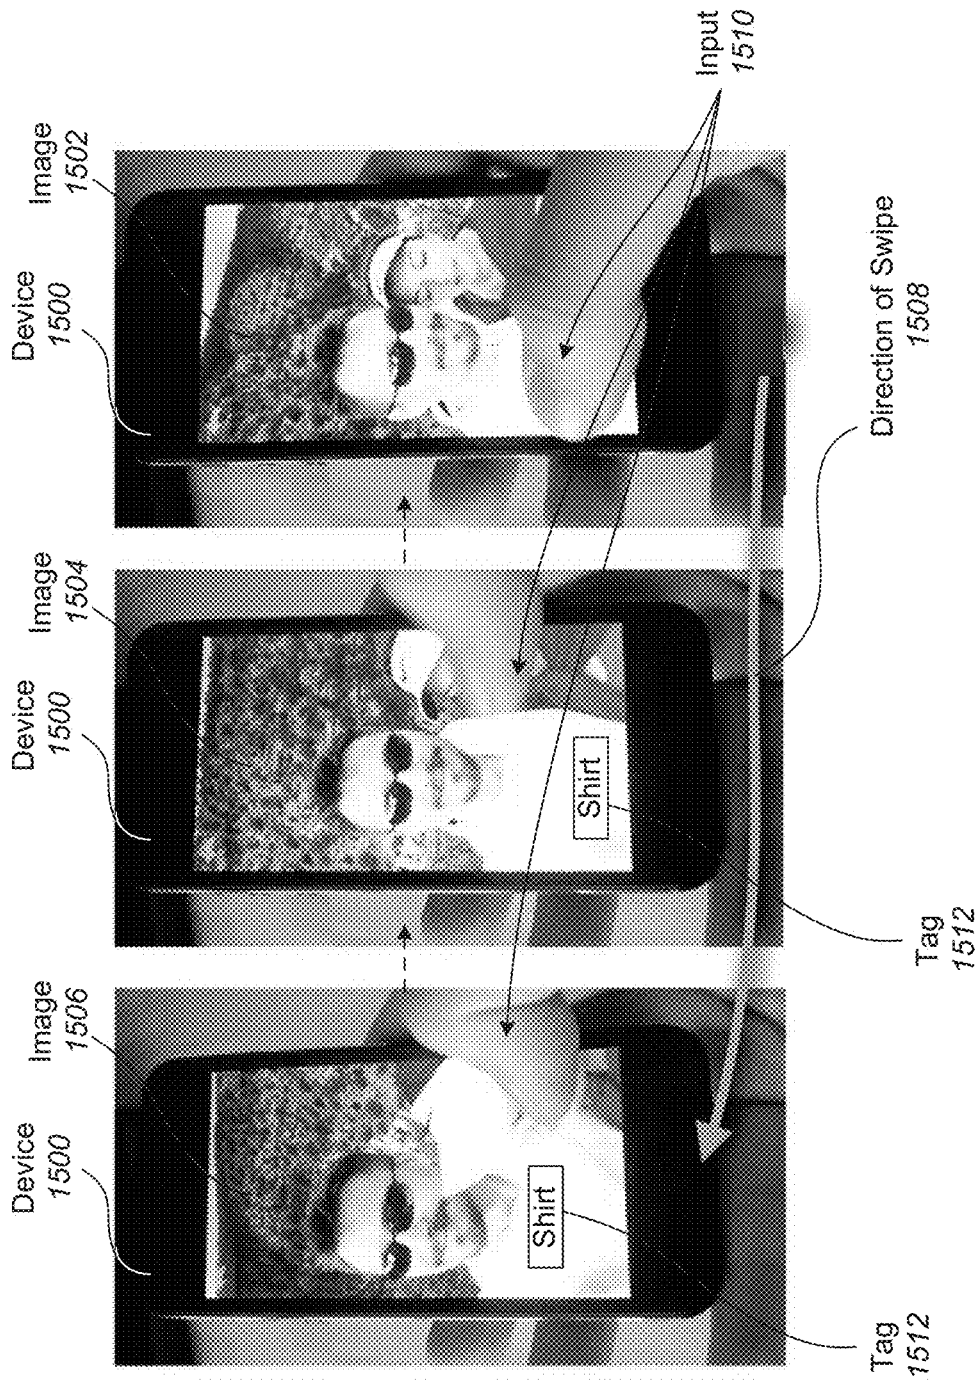 Device
1500
Image
1506
Device
1500
Image
1504
Device
1500
Image
1502
Shirt
Shirt
Input
1510
Tag
1512
Tag
1512
Direction of Swipe
1508